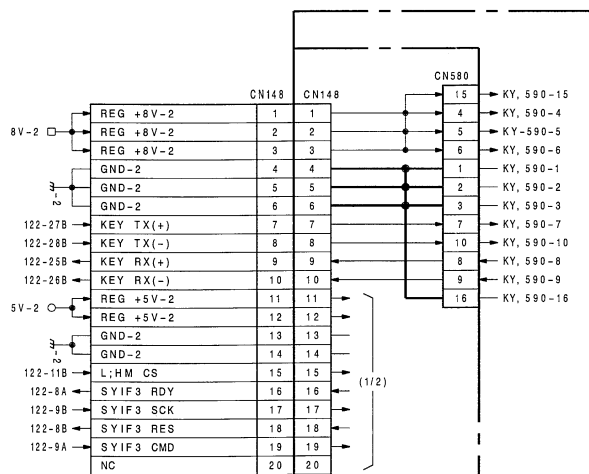 CN580
CN148 CN148 15 KY, 590-15
REG +8V-2 1 1 4 KY, 590-4
8V-2 REG +8V-2 2 2 5 KY-590-5
REG +8V-2 3 3 6 KY, 590-6
GND-2 4 4 1 KY, 590-1
-2 GND-2 5 5 2 KY, 590-2
GND-2 6 6 3 KY, 590-3
122-27B KEY TX(+) 7 7 7 KY, 590-7
122-28B KEY TX(-) 8 8 10 KY, 590-10
122-25B KEY RX(+) 9 9 8 KY, 590-8
122-26B KEY RX(-) 10 10 9 KY, 590-9
5V-2 REG +5V-2 11 11 16 KY, 590-16
REG +5V-2 12 12
GND-2 13 13
-2 GND-2 14 14
122-11B L;HM CS 15 15
(1/2)
122-8A SYIF3 RDY 16 16
122-9B SYIF3 SCK 17 17
122-8B SYIF3 RES 18 18
122-9A SYIF3 CMD 19 19
NC 20 20